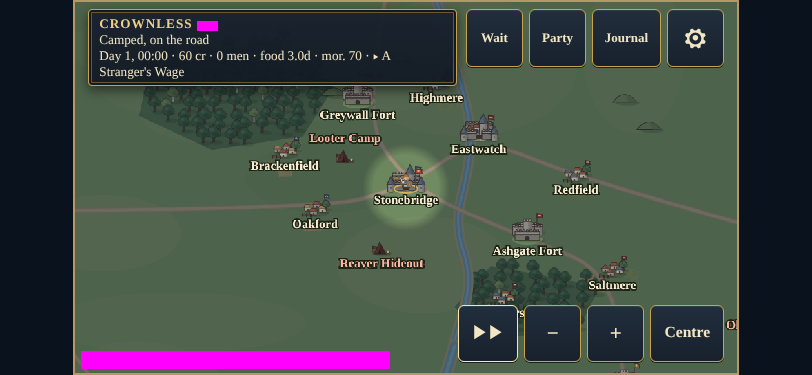 CROWNLESS
Camped, on the road
Day 1, 00:00 · 60 cr · 0 men · food 3.0d · mor. 70 · ▸ A
Stranger's Wage
Wait
Party
Journal
Highmere
Greywall Fort
Looter Camp
Eastwatch
Brackenfield
Redfield
Stonebridge
Oakford
Ashgate Fort
Reaver Hideout
Saltmere
−
+
Centre